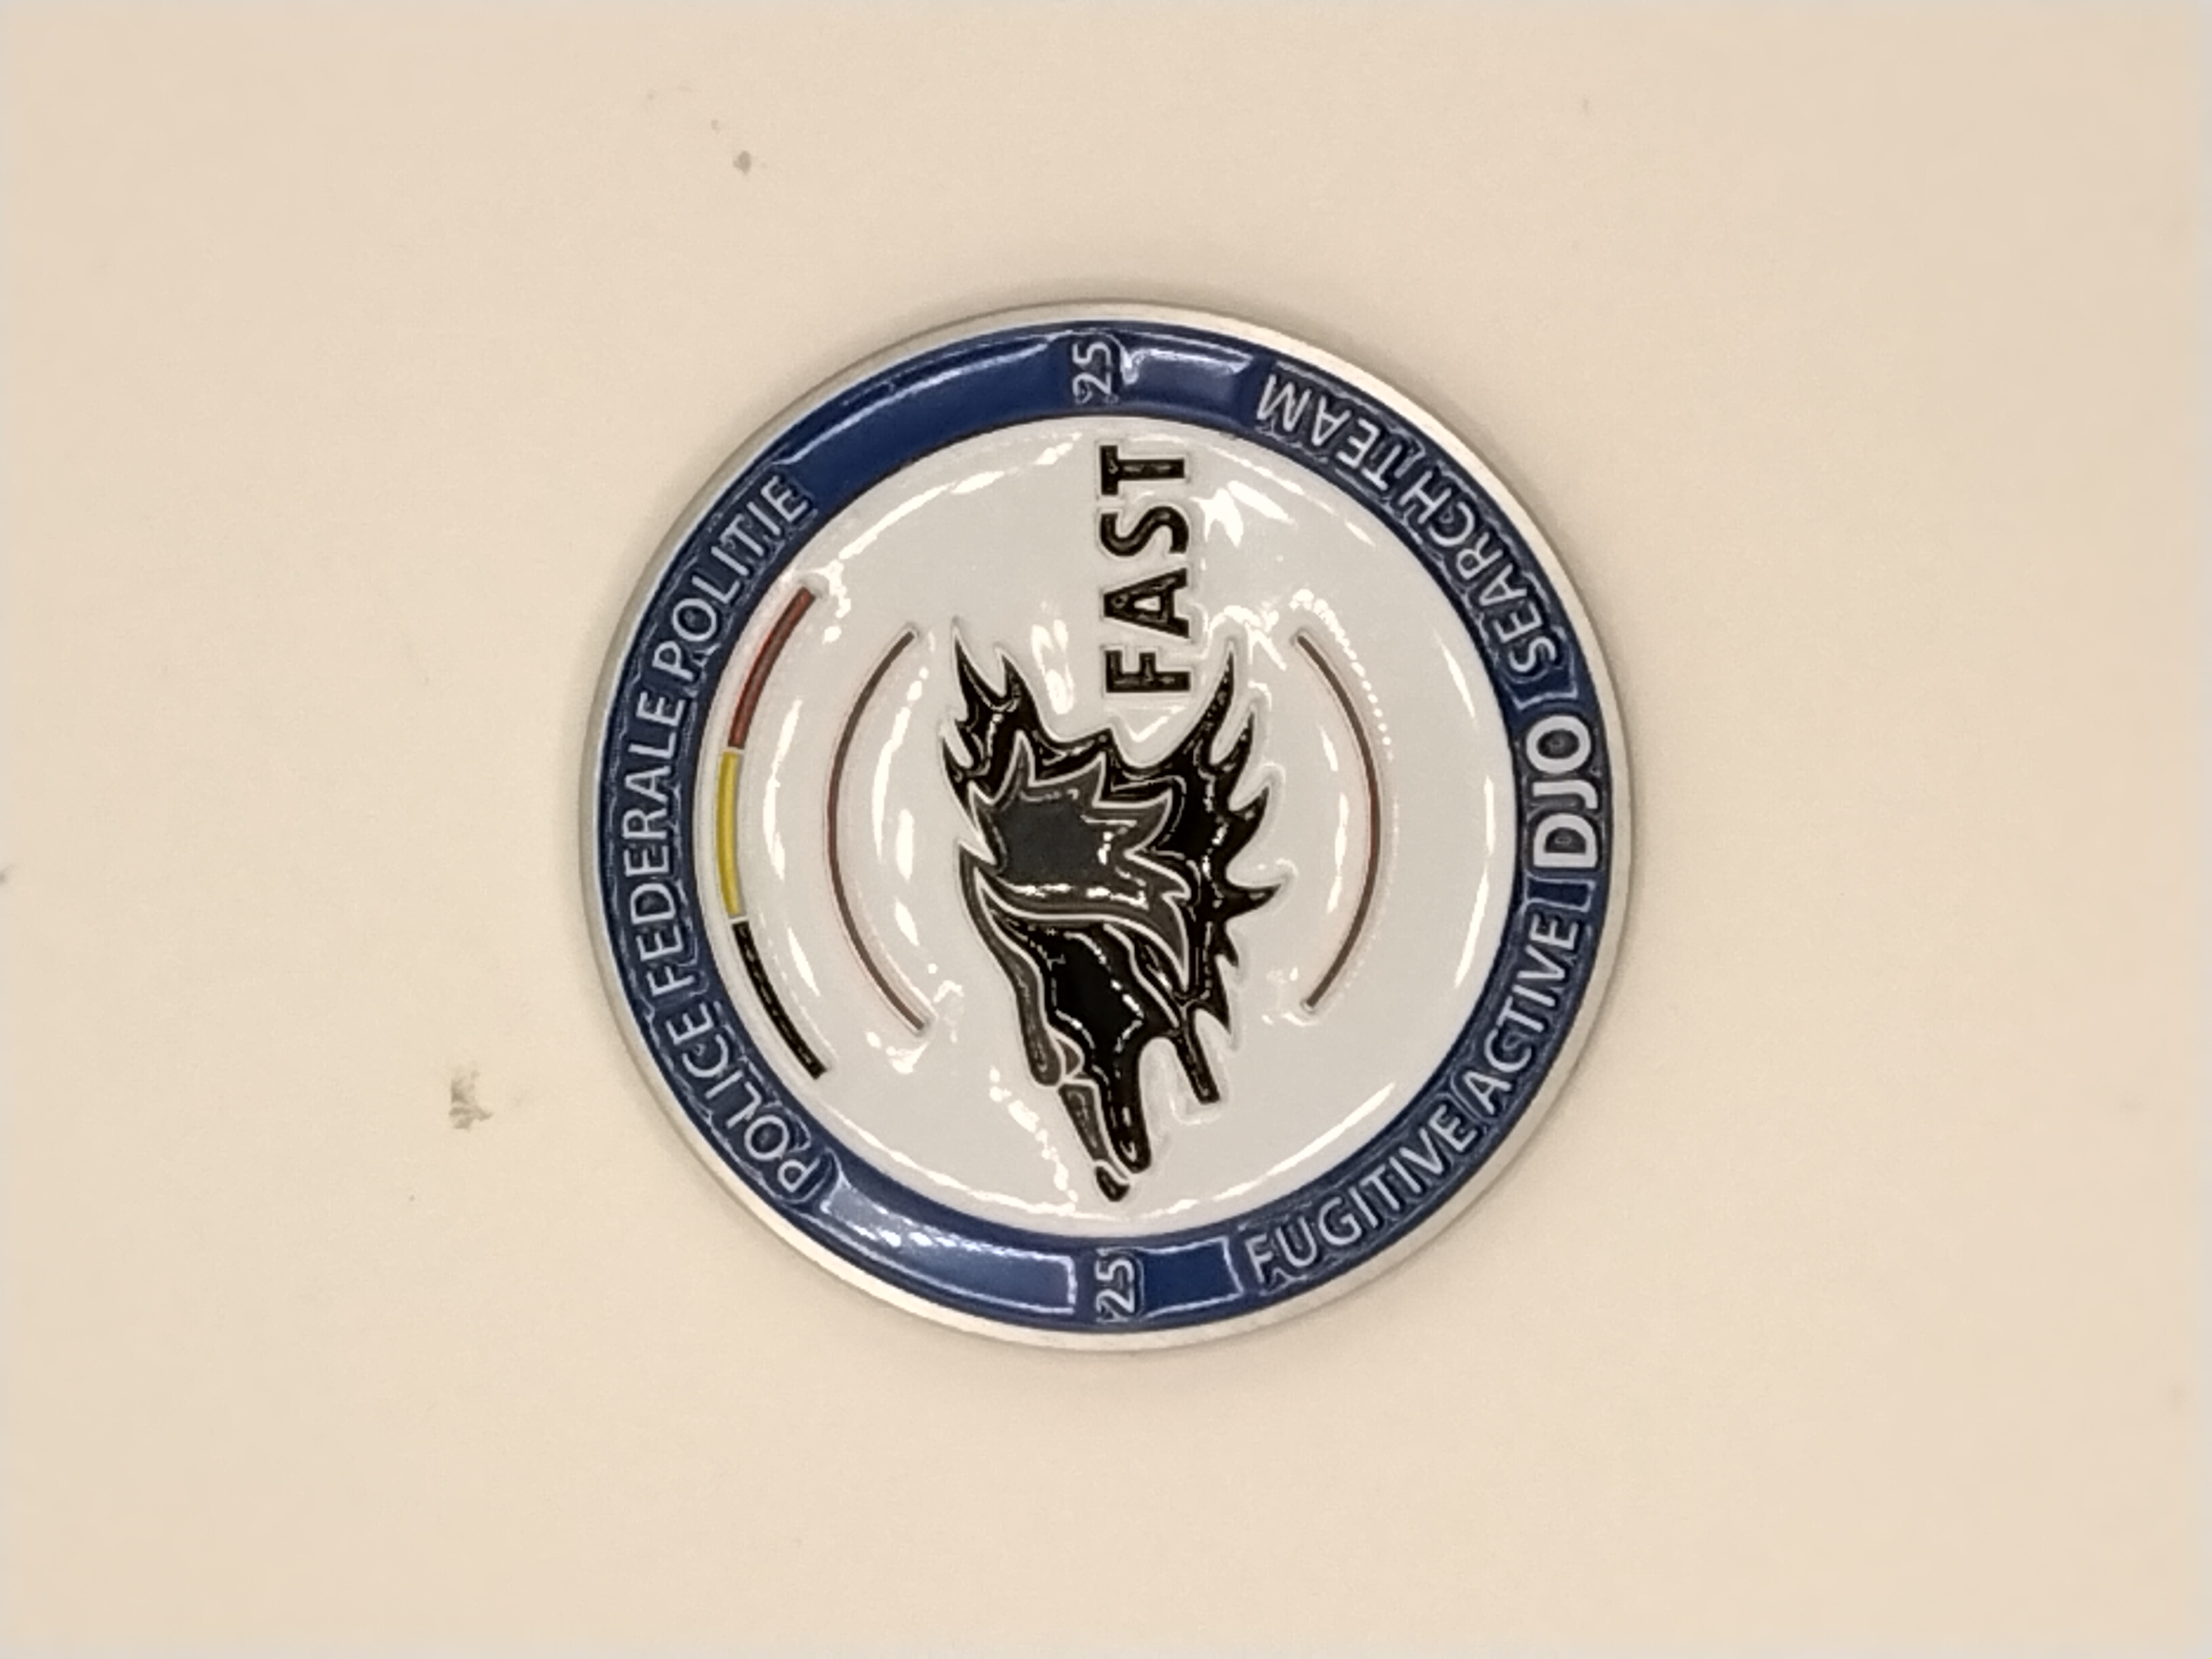 POLICE FEDERALE POLITIE
'25
'25
FAST
FUGITIVE ACTIVE DJO SEARCH TEAM